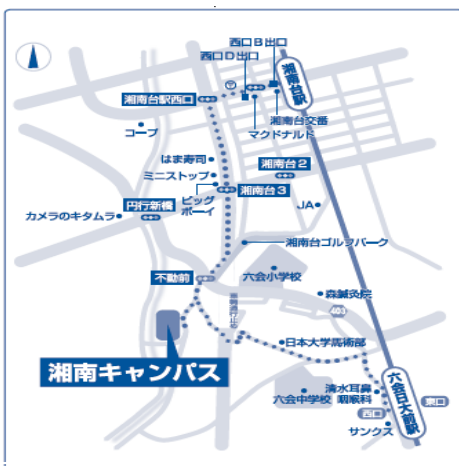 西口B出口
西口D出口
湘南台駅
湘南台駅西口
湘南台交番
マクドナルド
コープ
はま寿司
湘南台2
ミニストップ
湘南台3
JA
ビッグ
ボーイ
円行新橋
カメラのキタムラ
湘南台ゴルフパーク
不動前
六会小学校
森鍼灸院
403
日本大学馬術部
湘南キャンパス
清水耳鼻
咽喉科
六会中学校
六会日大前駅
東口
西口
サンクス